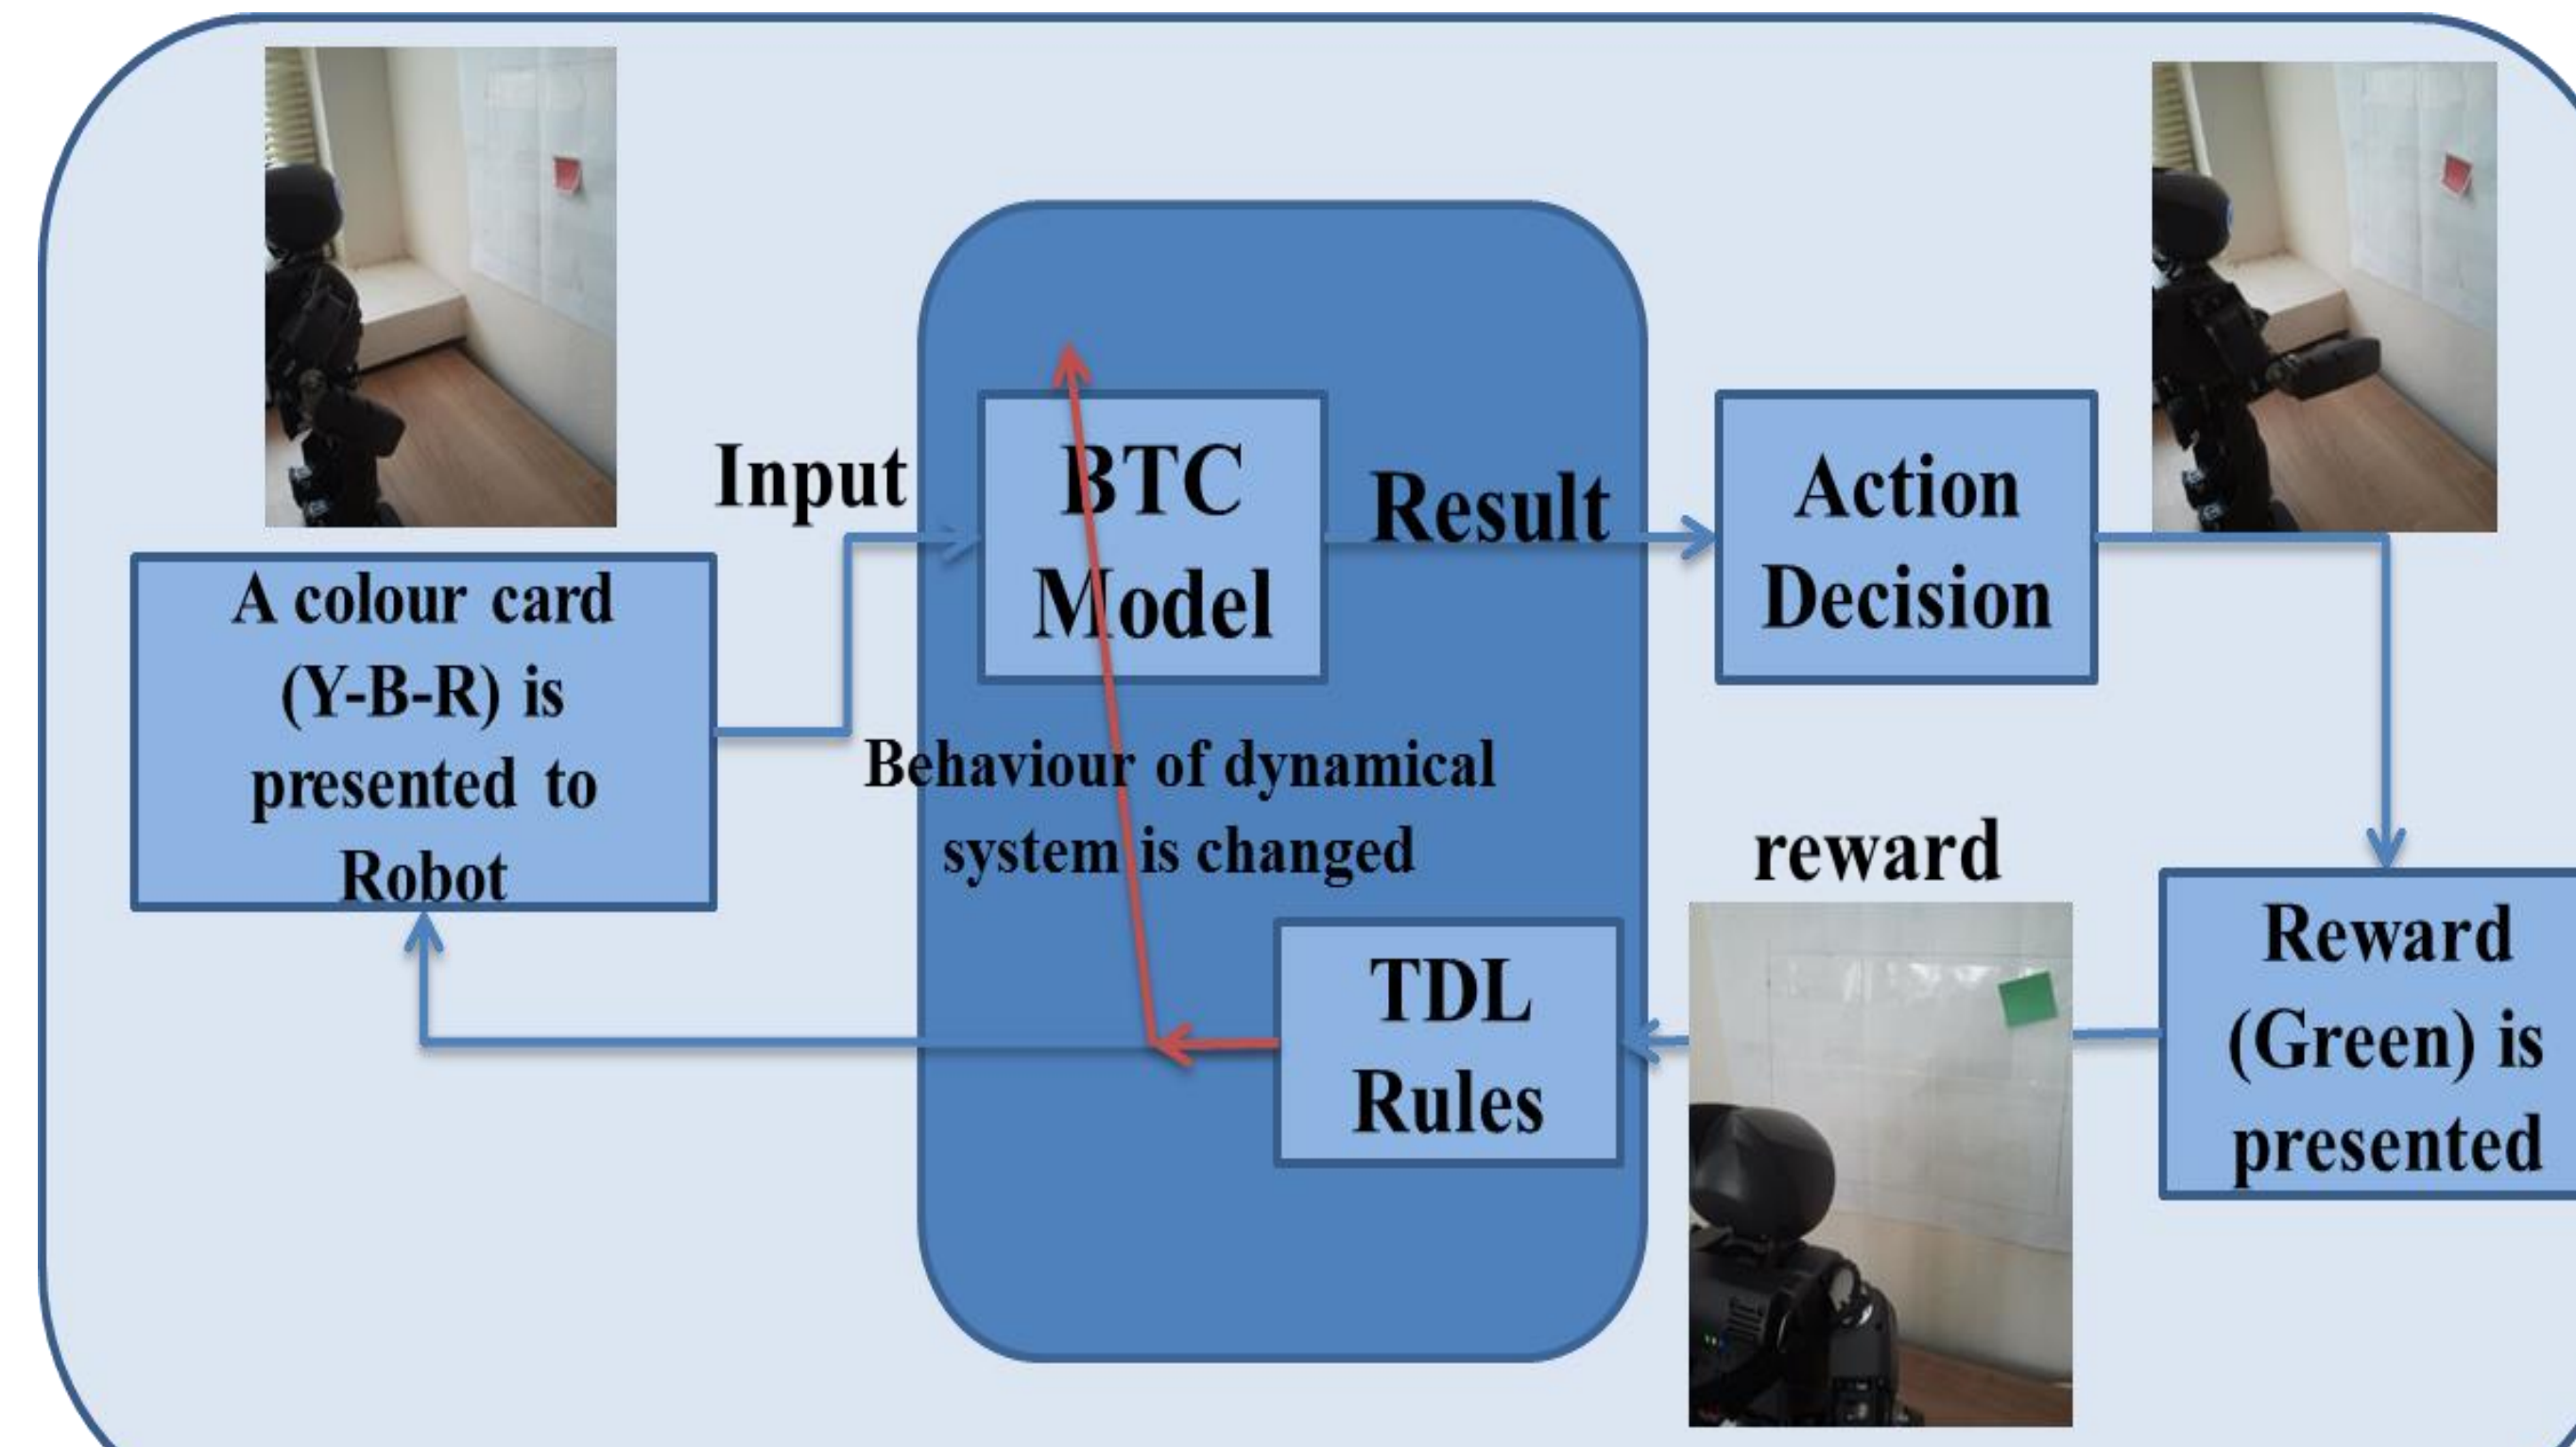 A colour card
(Y-B-R) is
presented to
Robot
Input
BTC
Model
Result
Action
Decision
Behaviour of dynamical
system is changed
reward
TDL
Rules
Reward
(Green) is
presented